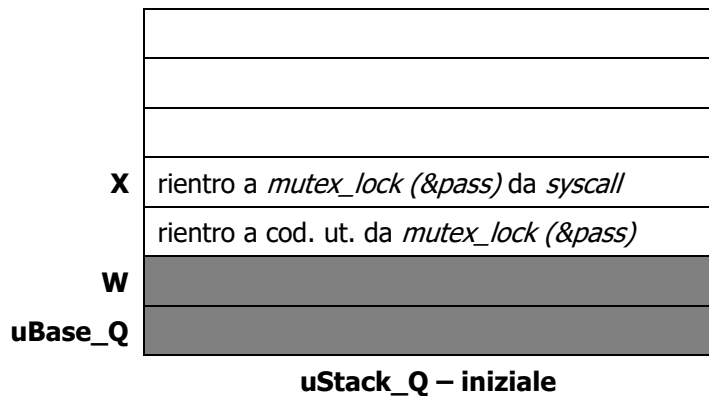 X rientro a mutex_lock (&pass) da syscall
rientro a cod. ut. da mutex_lock (&pass)
W
uBase_Q
uStack_Q – iniziale